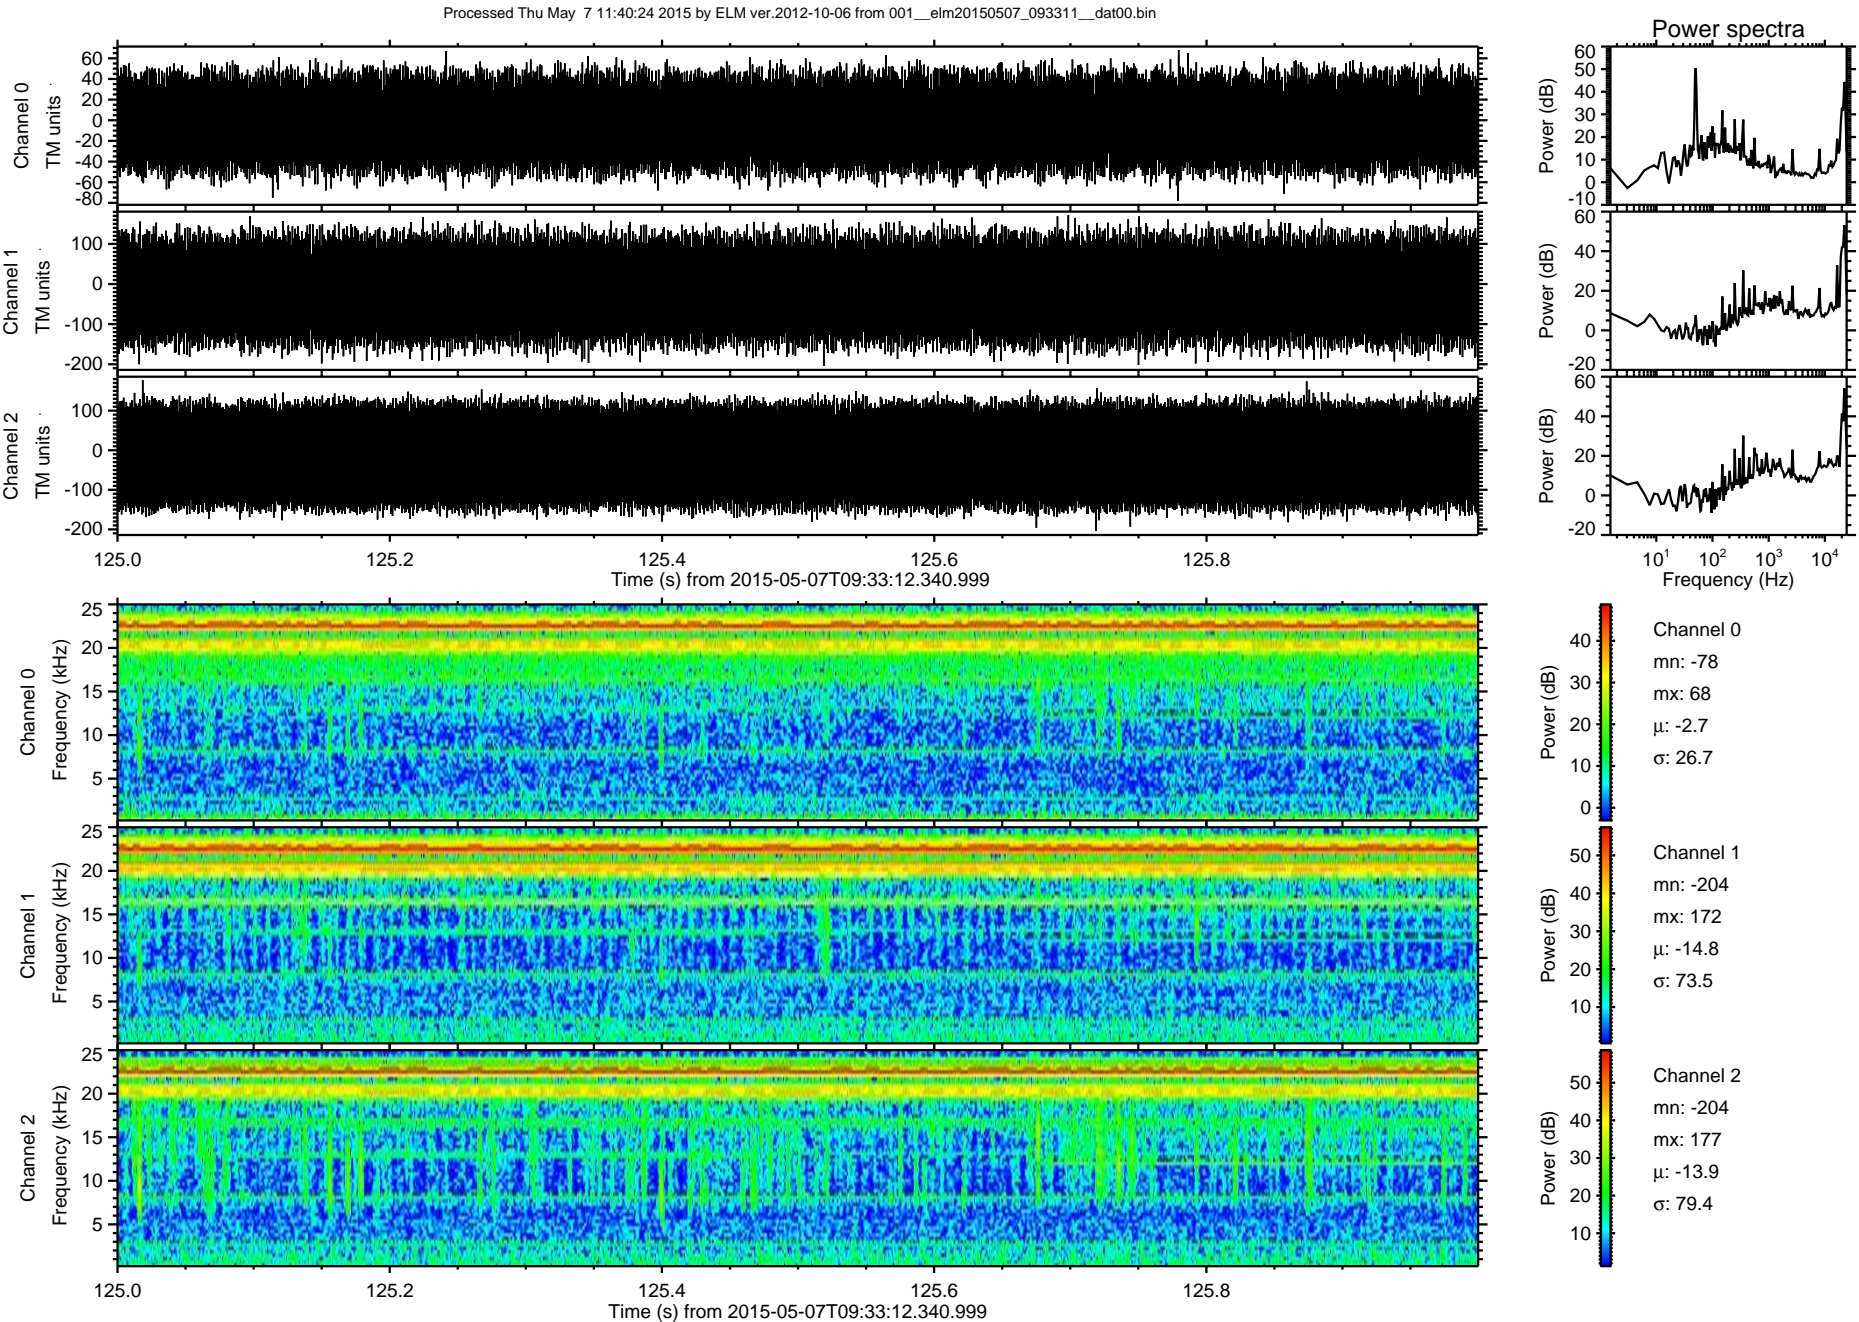 Processed Thu May  7 11:40:24 2015 by ELM ver.2012-10-06 from 001__elm20150507_093311__dat00.bin
Power spectra
Channel 0
TM units
60
40
20
0
-20
-40
-60
-80
Power (dB)
60
50
40
30
20
10
0
-10
Channel 1
TM units
100
0
-100
-200
Power (dB)
60
40
20
0
-20
Channel 2
TM units
100
0
-100
-200
Power (dB)
60
40
20
0
-20
125.0 125.2 125.4 125.6 125.8
Time (s) from 2015-05-07T09:33:12.340.999
10¹ 10² 10³ 10⁴
Frequency (Hz)
Channel 0
Frequency (kHz)
25
20
15
10
5
Power (dB)
40
30
20
10
0
Channel 0
mn: -78
mx: 68
μ: -2.7
σ: 26.7
Channel 1
Frequency (kHz)
25
20
15
10
5
Power (dB)
50
40
30
20
10
Channel 1
mn: -204
mx: 172
μ: -14.8
σ: 73.5
Channel 2
Frequency (kHz)
25
20
15
10
5
Power (dB)
50
40
30
20
10
Channel 2
mn: -204
mx: 177
μ: -13.9
σ: 79.4
125.0 125.2 125.4 125.6 125.8
Time (s) from 2015-05-07T09:33:12.340.999